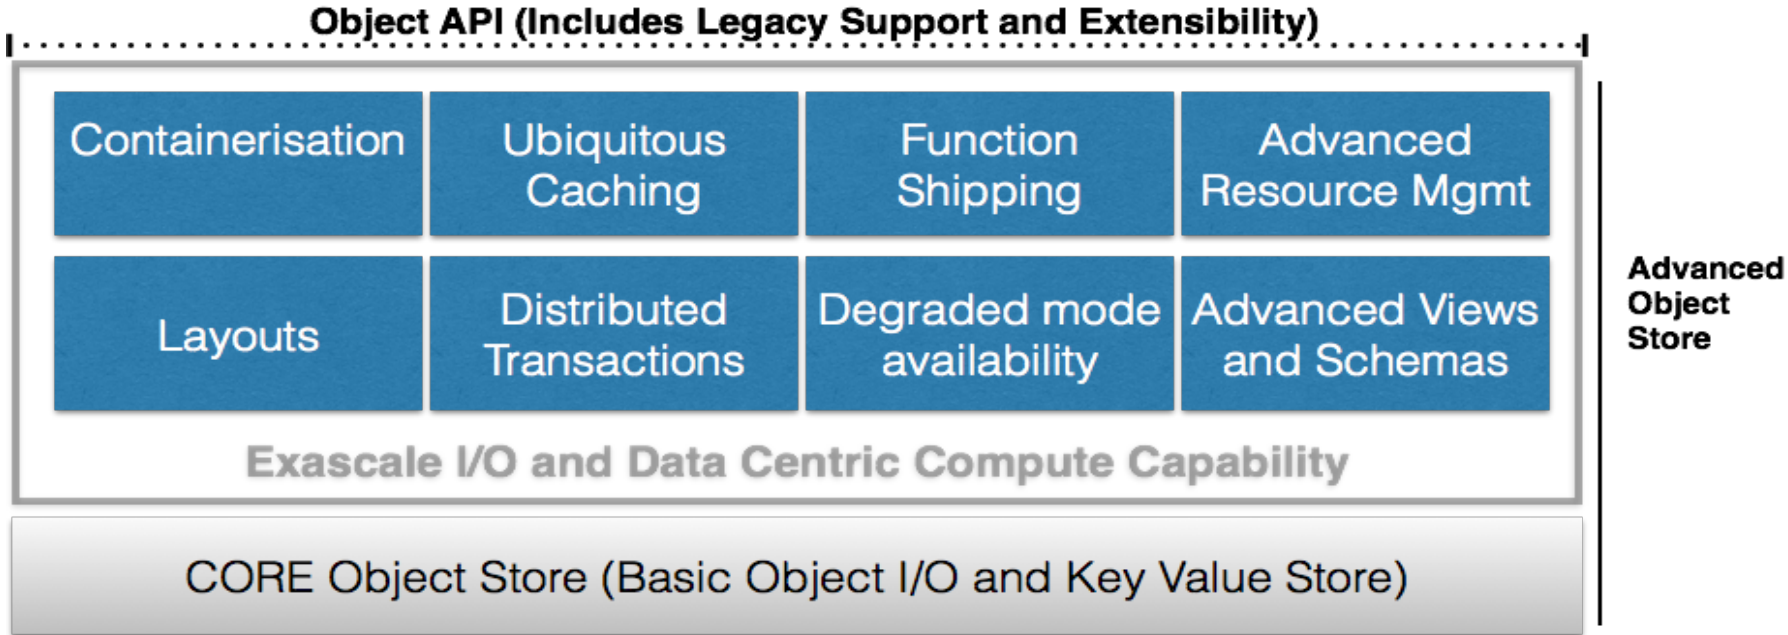 Object API (Includes Legacy Support and Extensibility)
Containerisation
Ubiquitous
Caching
Function
Shipping
Advanced
Resource Mgmt
Layouts
Distributed
Transactions
Degraded mode
availability
Advanced Views
and Schemas
Exascale I/O and Data Centric Compute Capability
CORE Object Store (Basic Object I/O and Key Value Store)
Advanced
Object
Store